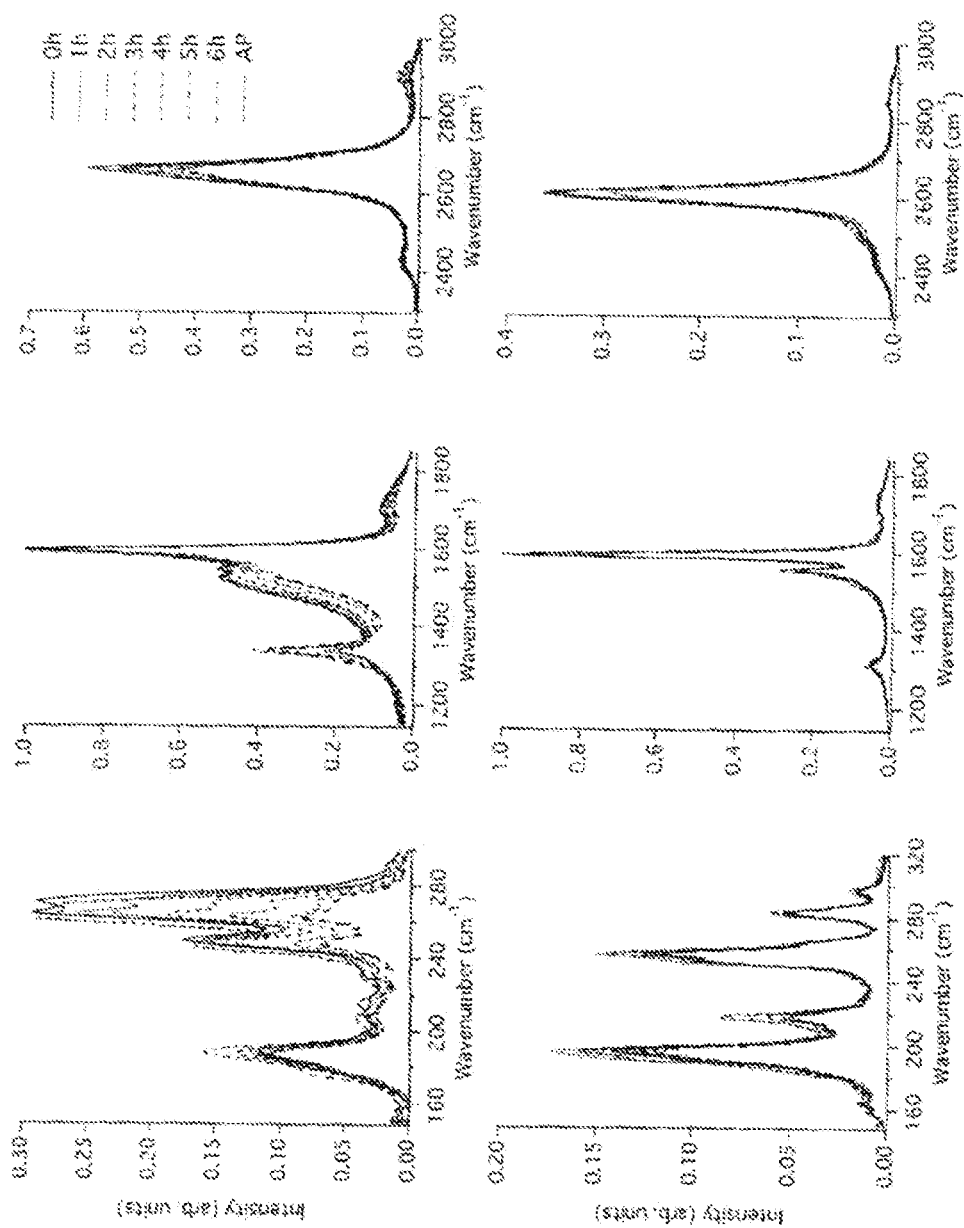 Intensity (arb. units)
0.30
0.25
0.20
0.15
0.10
0.05
0.00
160 200 240 280
Wavenumber (cm⁻¹)
1.0
0.8
0.6
0.4
0.2
0.0
1200 1400 1600 1800
Wavenumber (cm⁻¹)
0.7
0.6
0.5
0.4
0.3
0.2
0.1
0.0
2400 2600 2800 3000
Wavenumber (cm⁻¹)
0h
1h
2h
3h
4h
5h
6h
AP
Intensity (arb. units)
0.20
0.15
0.10
0.05
0.00
160 200 240 280 320
Wavenumber (cm⁻¹)
1.0
0.8
0.6
0.4
0.2
0.0
1200 1400 1600 1800
Wavenumber (cm⁻¹)
0.4
0.3
0.2
0.1
0.0
2400 2600 2800 3000
Wavenumber (cm⁻¹)